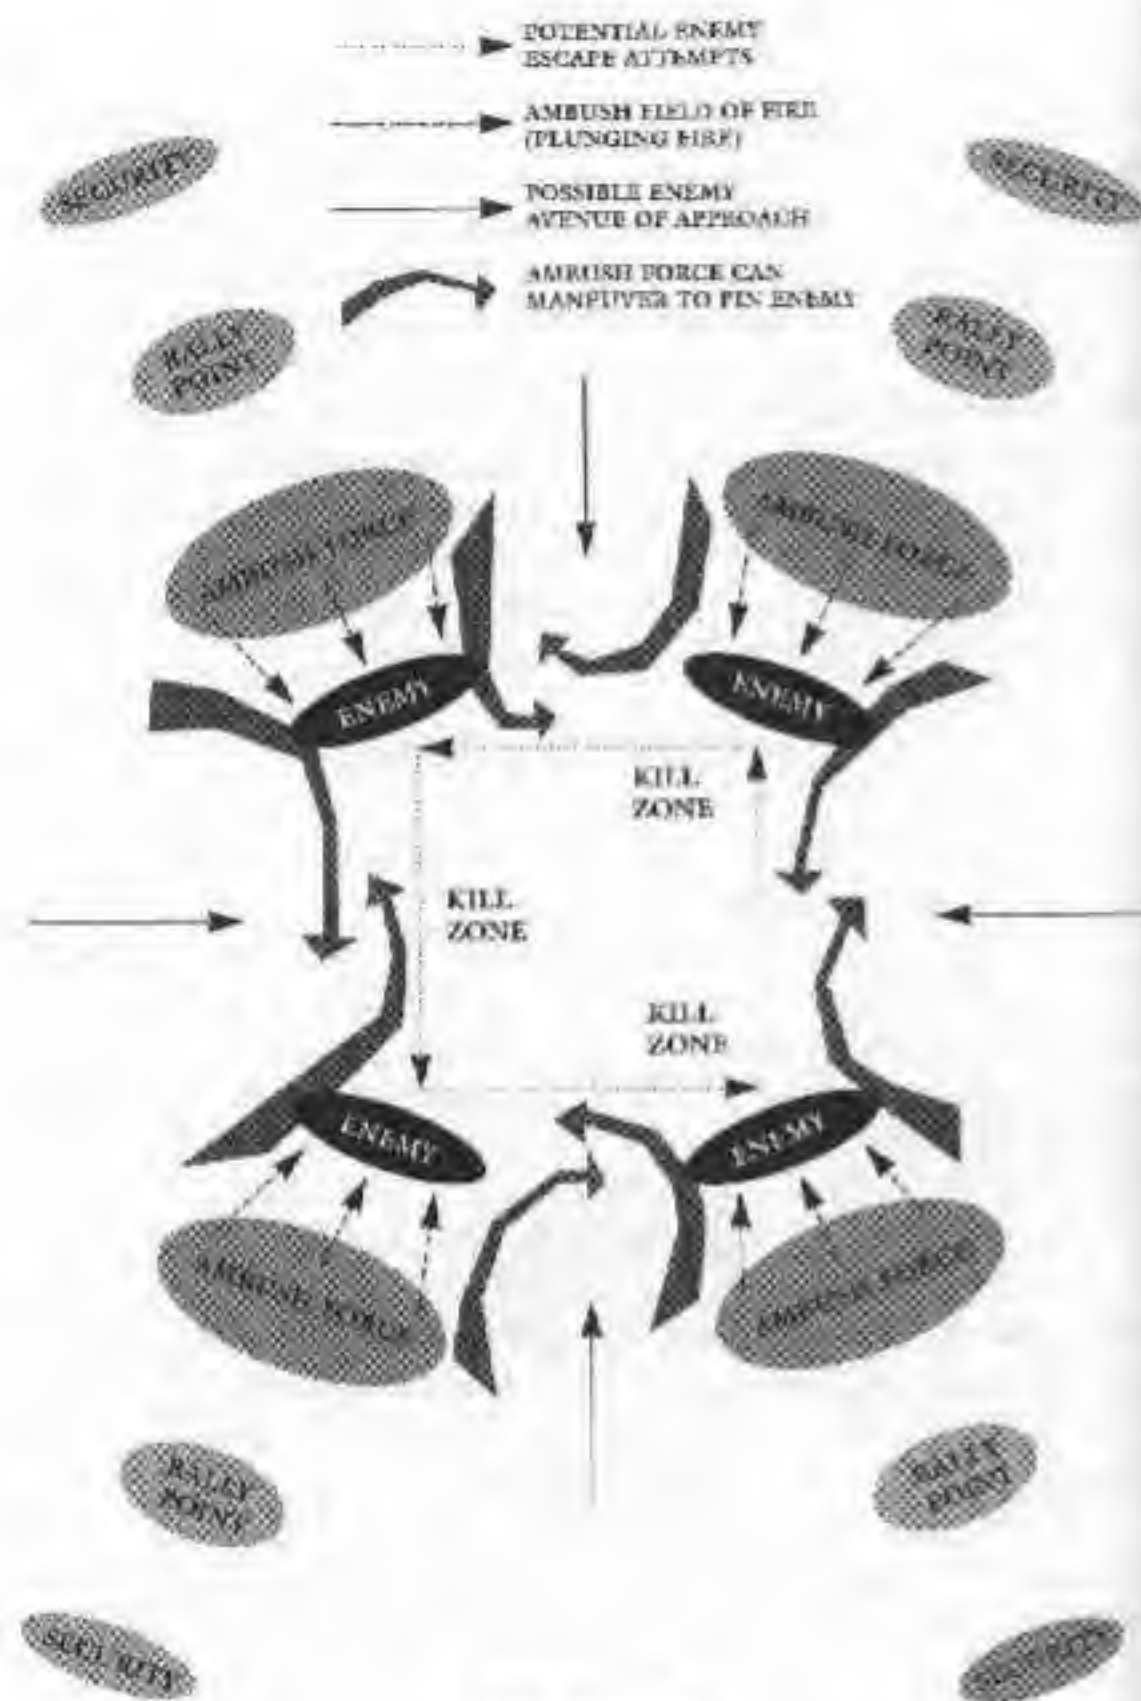 POTENTIAL ENEMY
ESCAPE ATTEMPTS
AMBUSH FIELD OF FIRE
(PLUNGING FIRE)
POSSIBLE ENEMY
AVENUE OF APPROACH
AMBUSH FORCE CAN
MANEUVER TO PIN ENEMY
SECURITY
SECURITY
RALLY
POINT
RALLY
POINT
AMBUSH FORCE
AMBUSH FORCE
ENEMY
ENEMY
KILL
ZONE
KILL
ZONE
KILL
ZONE
ENEMY
ENEMY
AMBUSH FORCE
AMBUSH FORCE
RALLY
POINT
RALLY
POINT
SECURITY
SECURITY